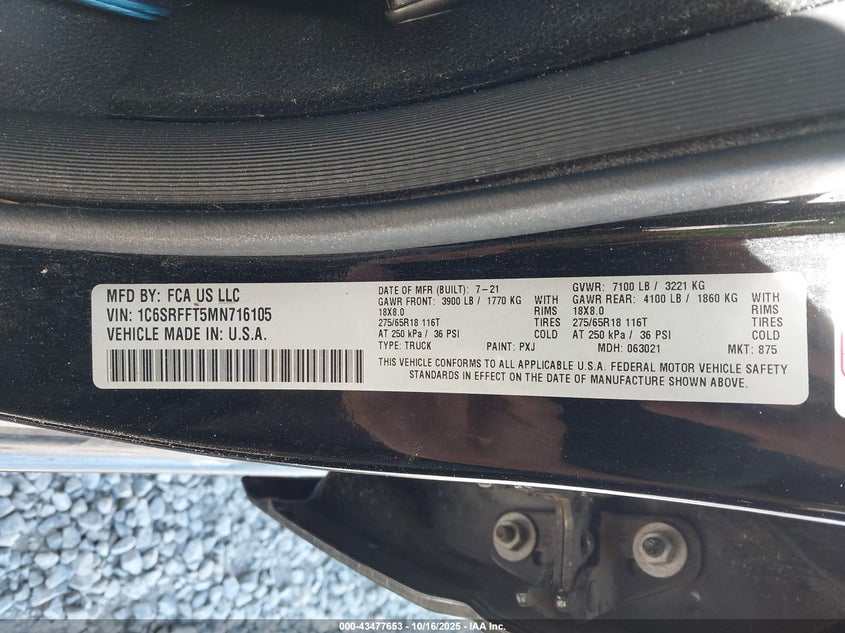 MFD BY: FCA US LLC
VIN: 1C6SRFFT5MN716105
VEHICLE MADE IN: U.S.A.
DATE OF MFR (BUILT): 7-21 GVWR: 7100 LB / 3221 KG
GAWR FRONT: 3900 LB / 1770 KG WITH GAWR REAR: 4100 LB / 1860 KG WITH
18X8.0 RIMS 18X8.0 RIMS
275/65R18 116T TIRES 275/65R18 116T TIRES
AT 250 kPa / 36 PSI COLD AT 250 kPa / 36 PSI COLD
TYPE: TRUCK PAINT: PXJ MDH: 063021 MKT: 875
THIS VEHICLE CONFORMS TO ALL APPLICABLE U.S.A. FEDERAL MOTOR VEHICLE SAFETY
STANDARDS IN EFFECT ON THE DATE OF MANUFACTURE SHOWN ABOVE.
000-43477653 - 10/16/2025 - IAA Inc.